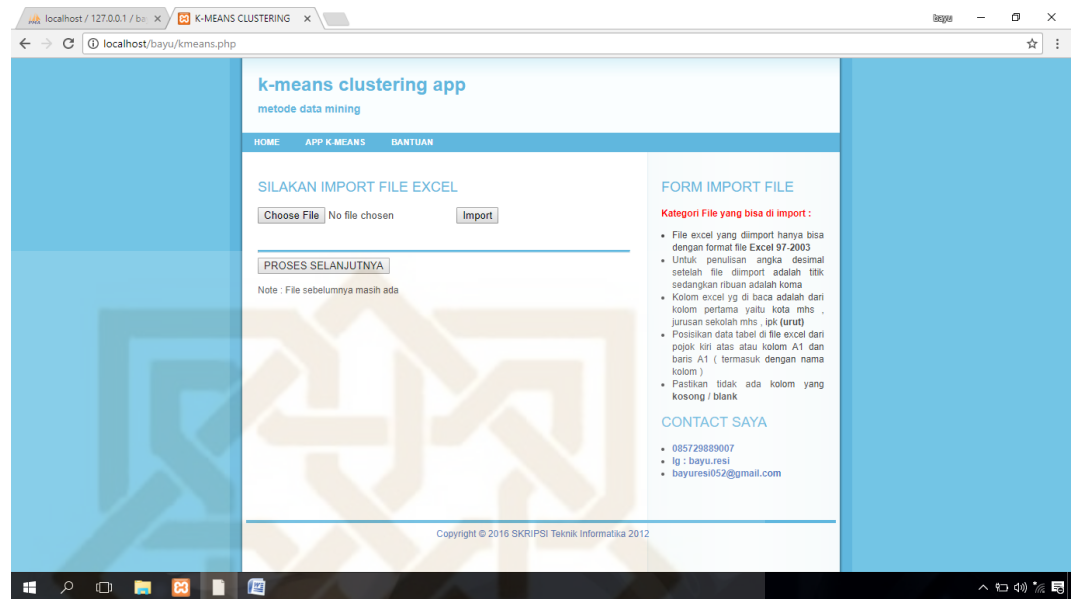 localhost / 127.0.0.1 / ba
K-MEANS CLUSTERING
bayu
localhost/bayu/kmeans.php
k-means clustering app
metode data mining
HOME APP K-MEANS BANTUAN
SILAKAN IMPORT FILE EXCEL
Choose File No file chosen Import
PROSES SELANJUTNYA
Note : File sebelumnya masih ada
FORM IMPORT FILE
Kategori File yang bisa di import :
File excel yang diimport hanya bisa
dengan format file Excel 97-2003
Untuk penulisan angka desimal
setelah file diimport adalah titik
sedangkan ribuan adalah koma
Kolom excel yg di baca adalah dari
kolom pertama yaitu kota mhs ,
jurusan sekolah mhs , ipk (urut)
Posisikan data tabel di file excel dari
pojok kiri atas atau kolom A1 dan
baris A1 ( termasuk dengan nama
kolom )
Pastikan tidak ada kolom yang
kosong / blank
CONTACT SAYA
085729889007
Ig : bayu.resi
bayuresi052@gmail.com
Copyright © 2016 SKRIPSI Teknik Informatika 2012